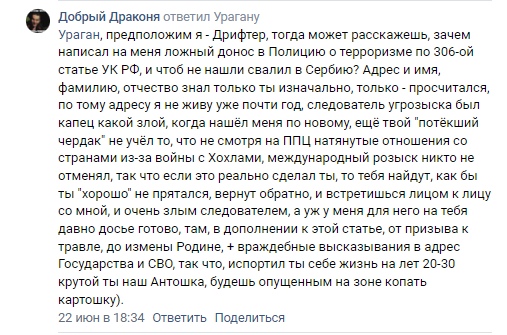 Добрый Драконя ответил Урагану
Ураган, предположим я - Дрифтер, тогда может расскажешь, зачем
написал на меня ложный донос в Полицию о терроризме по 306-ой
статье УК РФ, и чтоб не нашли свалил в Сербию? Адрес и имя,
фамилию, отчество знал только ты изначально, только - просчитался,
по тому адресу я не живу уже почти год, следователь угрозыска был
капец какой злой, когда нашёл меня по новому, ещё твой "потёкший
чердак" не учёл то, что не смотря на ППЦ натянутые отношения со
странами из-за войны с Хохлами, международный розыск никто не
отменял, так что если это реально сделал ты, то тебя найдут, как бы
ты "хорошо" не прятался, вернут обратно, и встретишься лицом к лицу
со мной, и очень злым следователем, а уж у меня для него на тебя
давно досье готово, там, в дополнении к этой статье, от призыва к
травле, до измены Родине, + враждебные высказывания в адрес
Государства и СВО, так что, испортил ты себе жизнь на лет 20-30
крутой ты наш Антошка, будешь опущенным на зоне копать
картошку).
22 июн в 18:34 Ответить Поделиться